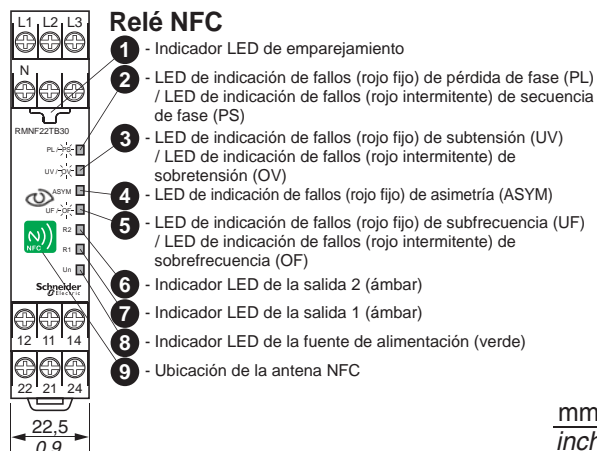 Relé NFC
L1 L2 L3
N
RMNF22TB30
PL / PS
UV / OV
ASYM
UF / OF
R2
NFC
R1
Un
Schneider
Electric
12 11 14
22 21 24
22,5
0.9
1 - Indicador LED de emparejamiento
2 - LED de indicación de fallos (rojo fijo) de pérdida de fase (PL)
/ LED de indicación de fallos (rojo intermitente) de secuencia
de fase (PS)
3 - LED de indicación de fallos (rojo fijo) de subtensión (UV)
/ LED de indicación de fallos (rojo intermitente) de
sobretensión (OV)
4 - LED de indicación de fallos (rojo fijo) de asimetría (ASYM)
5 - LED de indicación de fallos (rojo fijo) de subfrecuencia (UF)
/ LED de indicación de fallos (rojo intermitente) de
sobrefrecuencia (OF)
6 - Indicador LED de la salida 2 (ámbar)
7 - Indicador LED de la salida 1 (ámbar)
8 - Indicador LED de la fuente de alimentación (verde)
9 - Ubicación de la antena NFC
mm
inch